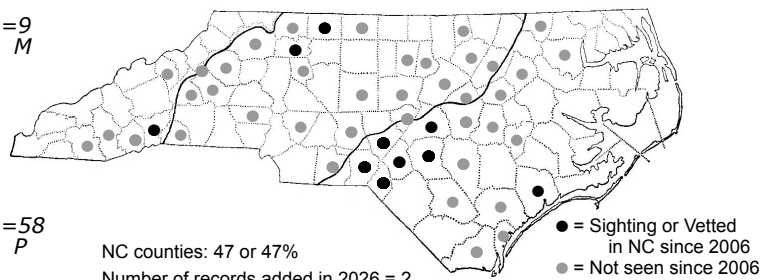 =9
M
=58
P
NC counties: 47 or 47%
Number of records added in 2026 = 2
● = Sighting or Vetted
in NC since 2006
● = Not seen since 2006